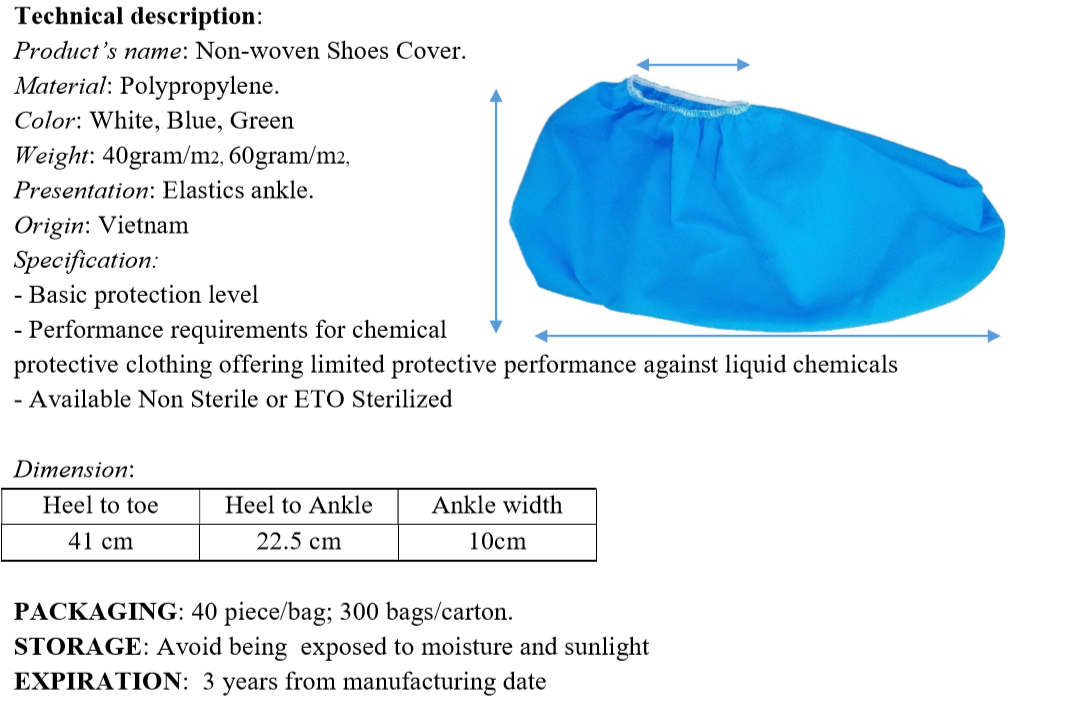 Technical description:
Product's name: Non-woven Shoes Cover.
Material: Polypropylene.
Color: White, Blue, Green
Weight: 40gram/m2, 60gram/m2,
Presentation: Elastics ankle.
Origin: Vietnam
Specification:
- Basic protection level
- Performance requirements for chemical
protective clothing offering limited protective performance against liquid chemicals
- Available Non Sterile or ETO Sterilized
Dimension:
Heel to toe Heel to Ankle Ankle width
41 cm 22.5 cm 10cm
PACKAGING: 40 piece/bag; 300 bags/carton.
STORAGE: Avoid being  exposed to moisture and sunlight
EXPIRATION:  3 years from manufacturing date